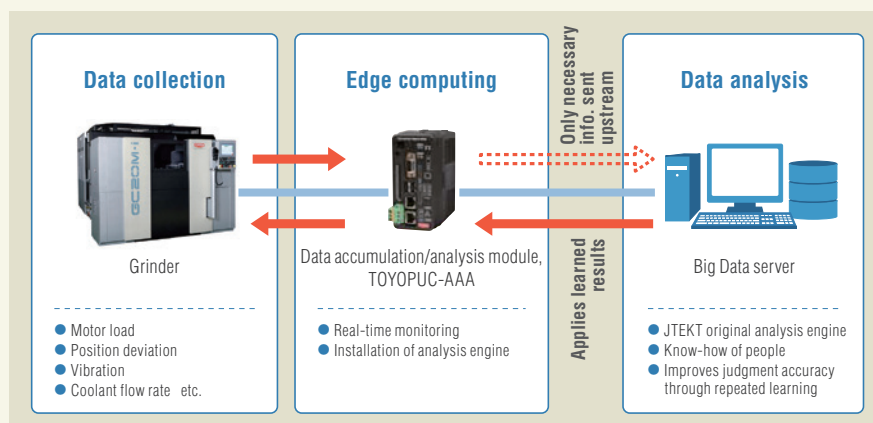 Data collection
GC20M·i
Grinder
Motor load
Position deviation
Vibration
Coolant flow rate etc.
Edge computing
Data accumulation/analysis module,
TOYOPUC-AAA
Real-time monitoring
Installation of analysis engine
Only necessary
info. sent
upstream
Applies learned
results
Data analysis
Big Data server
JTEKT original analysis engine
Know-how of people
Improves judgment accuracy
through repeated learning